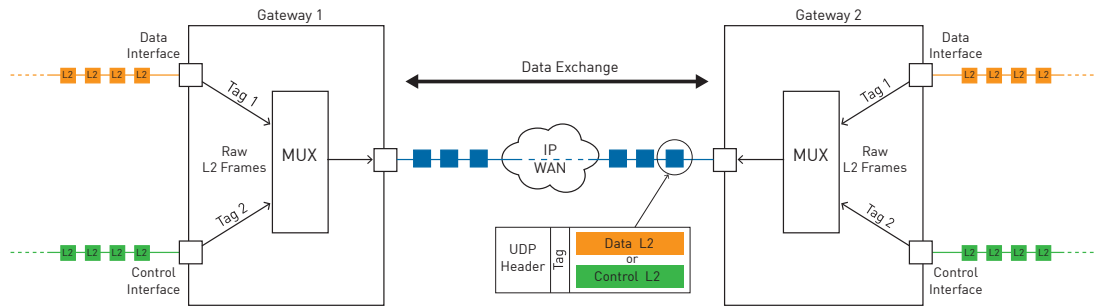 Gateway 1
Gateway 2
Data
Interface
Data
Interface
L2 L2 L2 L2
Tag 1
Data Exchange
Tag 1
L2 L2 L2 L2
Raw
L2 Frames
MUX
IP
WAN
MUX
Raw
L2 Frames
Tag 2
Tag 2
L2 L2 L2 L2
Control
Interface
UDP
Header
Tag
Data L2
or
Control L2
L2 L2 L2 L2
Control
Interface